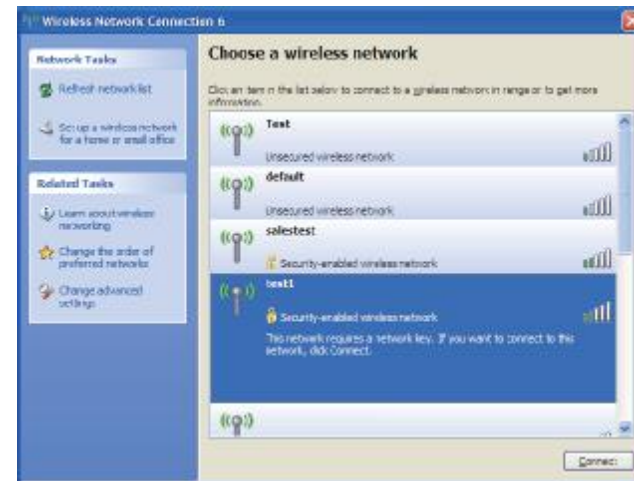 Wireless Network Connection 6
Network Tasks
Refresh network list
Set up a wireless network
for a home or small office
Related Tasks
Learn about wireless
networking
Change the order of
preferred networks
Change advanced
settings
Choose a wireless network
Click an item in the list below to connect to a wireless network in range or to get more
information.
Test
Unsecured wireless network
default
Unsecured wireless network
salestest
Security-enabled wireless network
test1
Security-enabled wireless network
This network requires a network key. If you want to connect to this
network, click Connect.
Connect